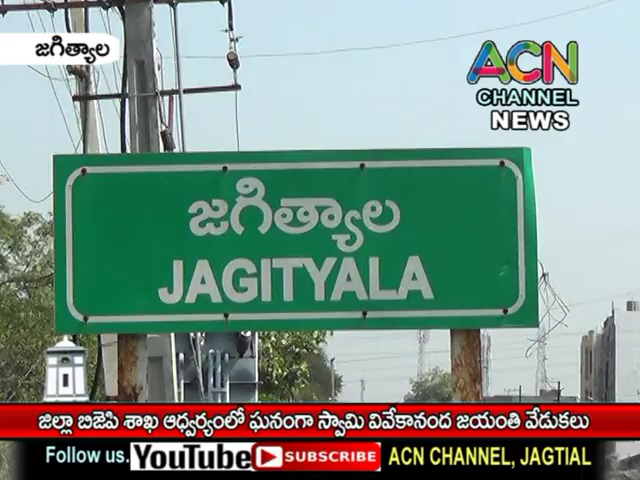 జగిత్యాల
ACN
CHANNEL
NEWS
జగిత్యాల
JAGITYALA
జిల్లా బిజెపి శాఖ ఆధ్వర్యంలో ఘనంగా స్వామి వివేకానంద జయంతి వేడుకలు
Follow us. YouTube SUBSCRIBE ACN CHANNEL, JAGTIAL